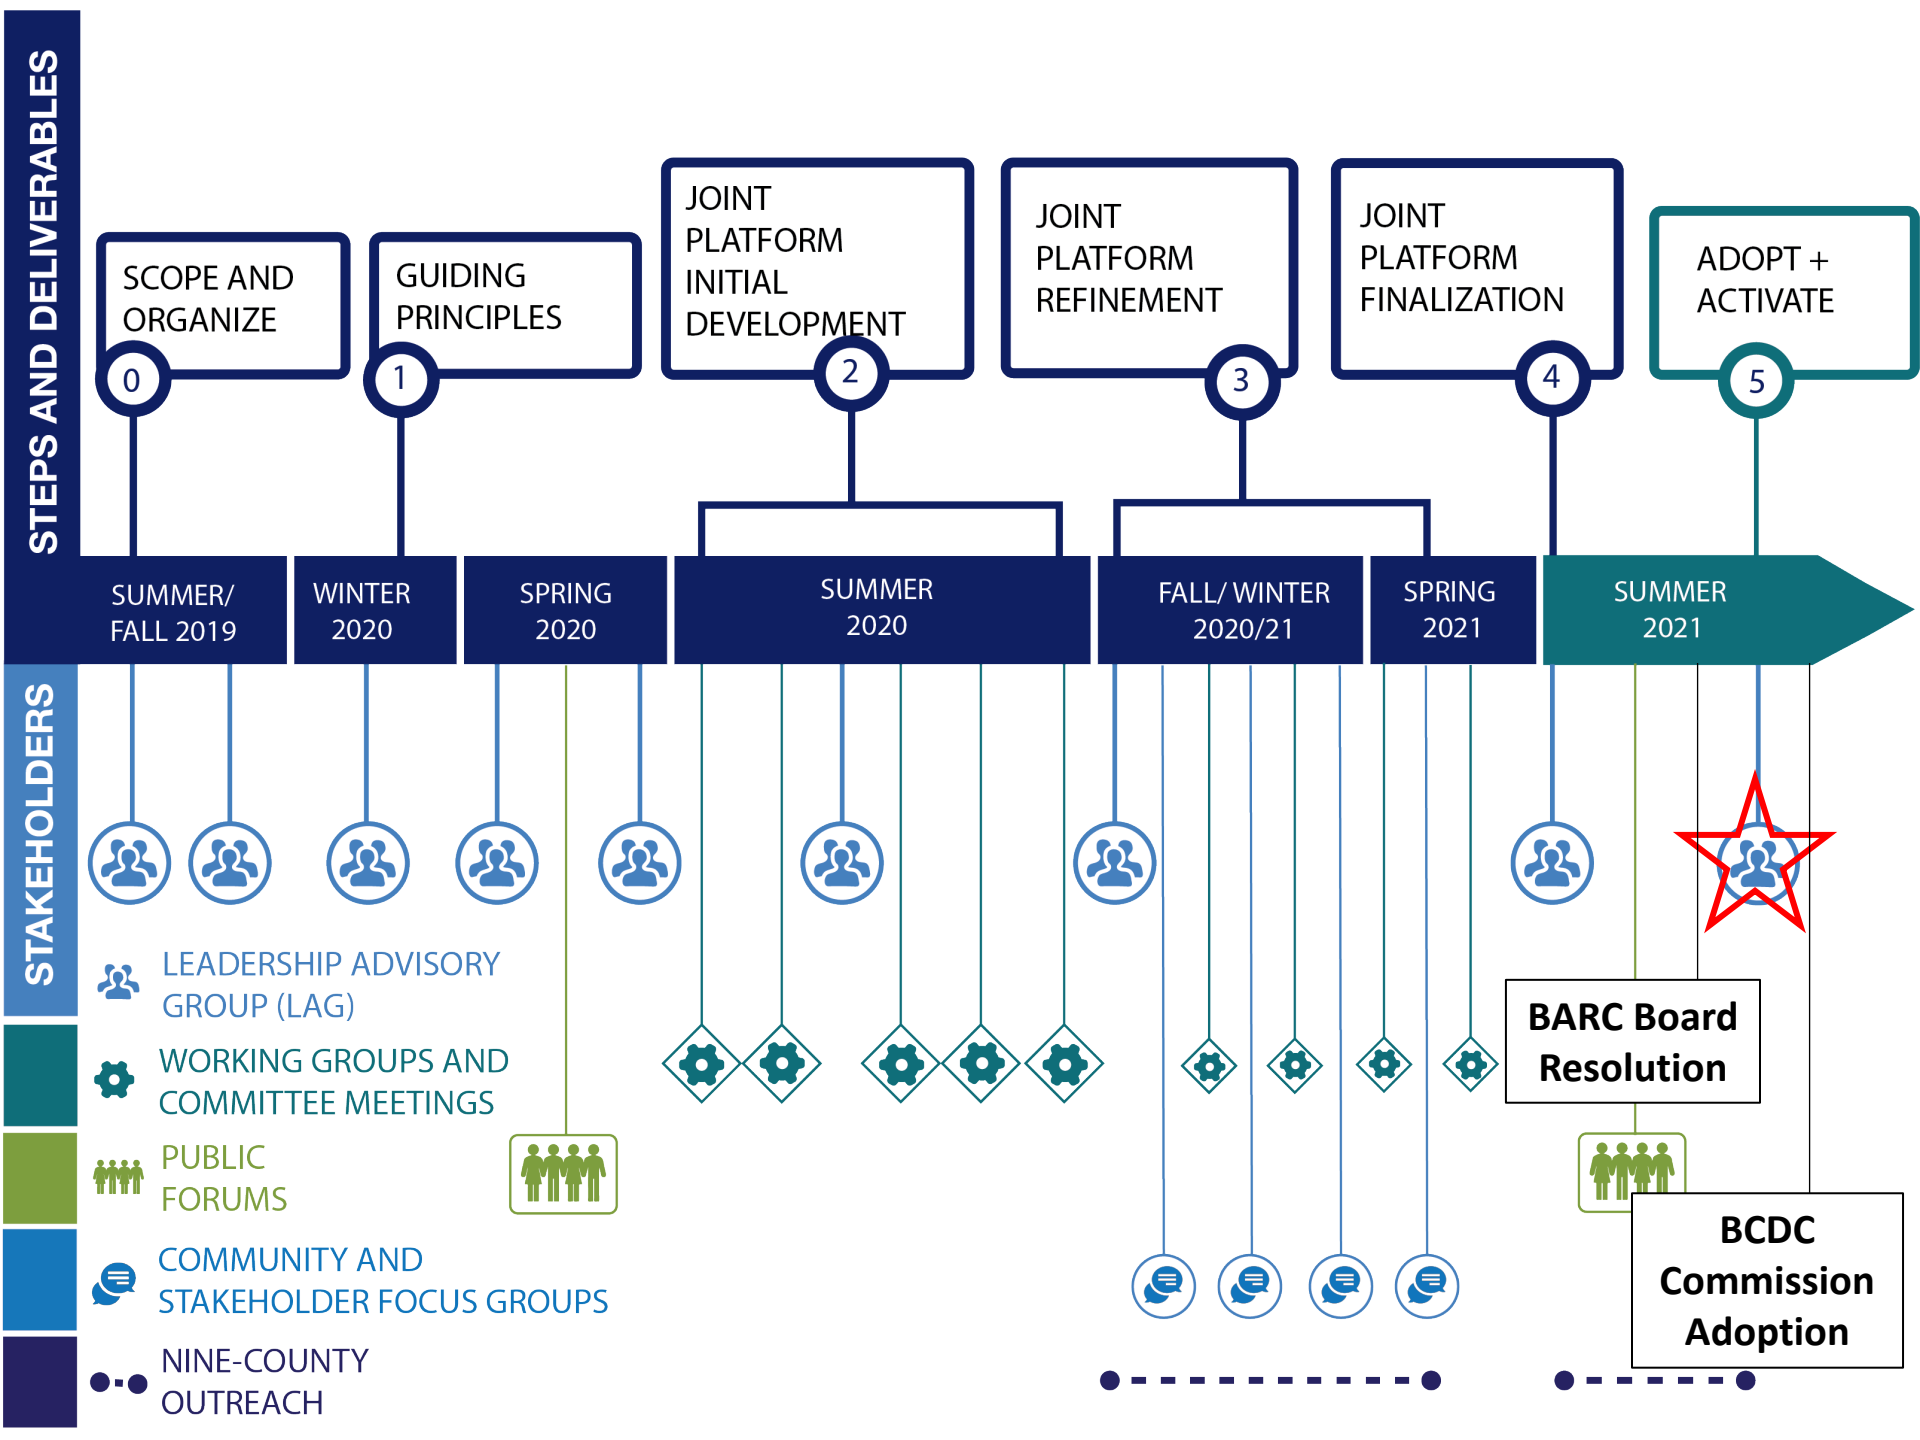 STEPS AND DELIVERABLES
SCOPE AND
ORGANIZE
0
GUIDING
PRINCIPLES
1
JOINT
PLATFORM
INITIAL
DEVELOPMENT
2
JOINT
PLATFORM
REFINEMENT
3
JOINT
PLATFORM
FINALIZATION
4
ADOPT +
ACTIVATE
5
SUMMER/
FALL 2019
WINTER
2020
SPRING
2020
SUMMER
2020
FALL/ WINTER
2020/21
SPRING
2021
SUMMER
2021
STAKEHOLDERS
LEADERSHIP ADVISORY
GROUP (LAG)
WORKING GROUPS AND
COMMITTEE MEETINGS
PUBLIC
FORUMS
COMMUNITY AND
STAKEHOLDER FOCUS GROUPS
NINE-COUNTY
OUTREACH
BARC Board
Resolution
BCDC
Commission
Adoption